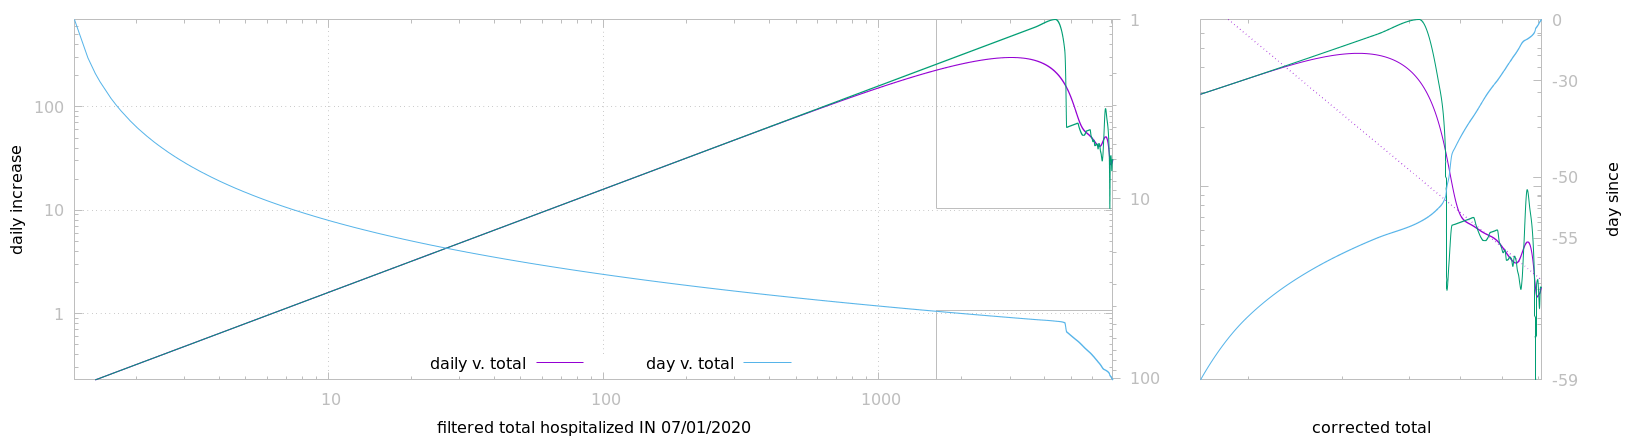 daily increase
100
10
1
10
100
1000
1
10
100
daily v. total
day v. total
filtered total hospitalized IN 07/01/2020
0
-30
-50
-55
-59
day since
corrected total